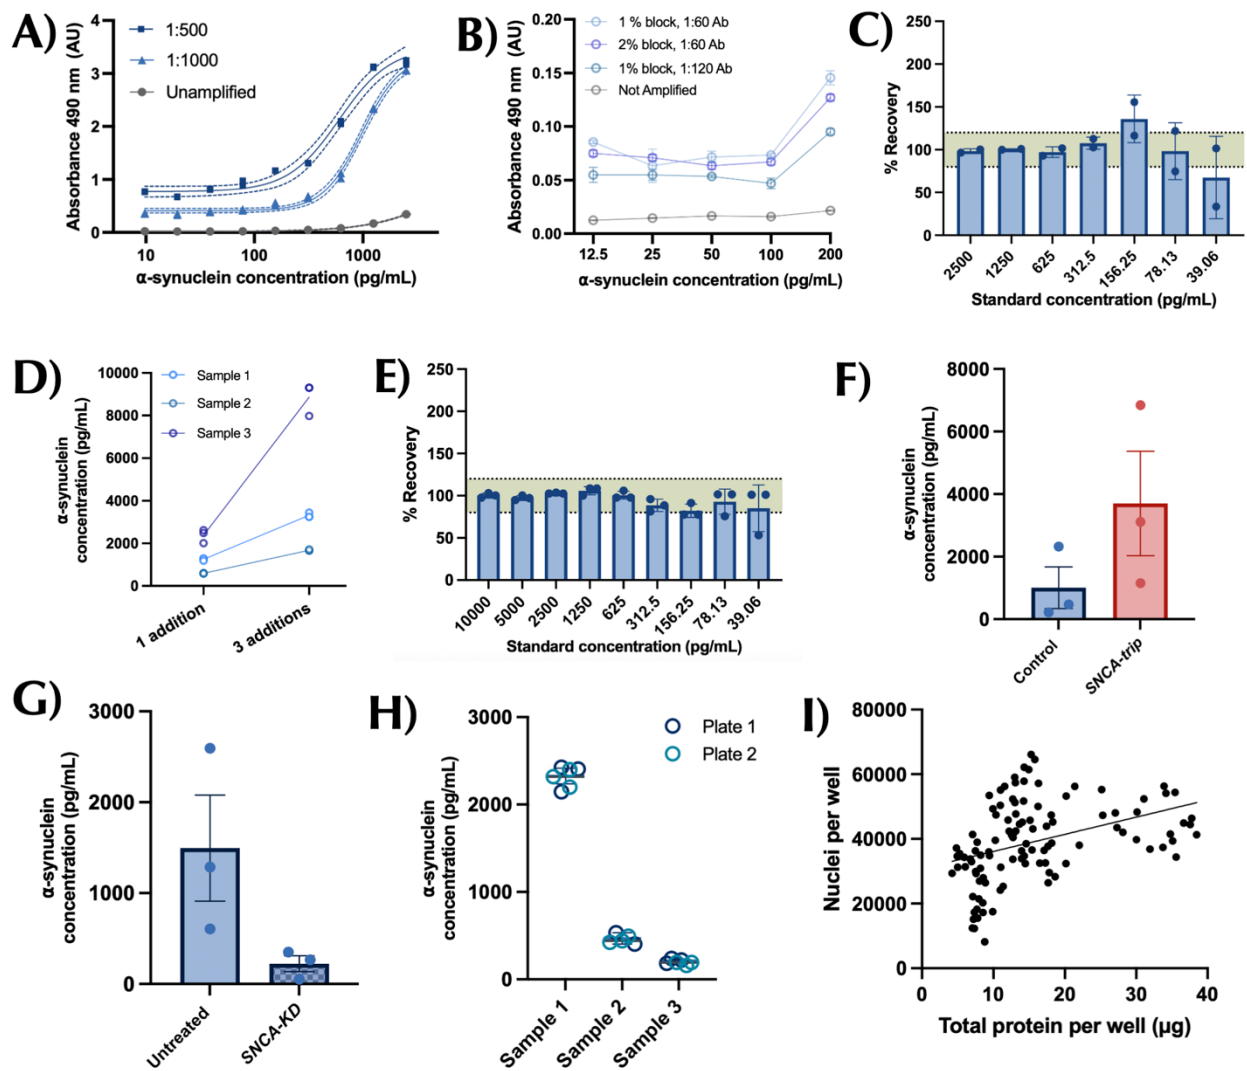 A)
Absorbance 490 nm (AU)
4
3
2
1
0
1:500
1:1000
Unamplified
10
100
1000
α-synuclein concentration (pg/mL)
B)
Absorbance 490 nm (AU)
0.20
0.15
0.10
0.05
0.00
1 % block, 1:60 Ab
2% block, 1:60 Ab
1% block, 1:120 Ab
Not Amplified
12.5
25
50
100
200
α-synuclein concentration (pg/mL)
C)
% Recovery
250
200
150
100
50
0
2500
1250
625
312.5
156.25
78.13
39.06
Standard concentration (pg/mL)
D)
α-synuclein
concentration (pg/mL)
10000
8000
6000
4000
2000
0
Sample 1
Sample 2
Sample 3
1 addition
3 additions
E)
% Recovery
250
200
150
100
50
0
10000
5000
2500
1250
625
312.5
156.25
78.13
39.06
Standard concentration (pg/mL)
F)
α-synuclein
concentration (pg/mL)
8000
6000
4000
2000
0
Control
SNCA-trip
G)
α-synuclein
concentration (pg/mL)
3000
2000
1000
0
Untreated
SNCA-KD
H)
α-synuclein
concentration (pg/mL)
3000
2000
1000
0
Plate 1
Plate 2
Sample 1
Sample 2
Sample 3
I)
Nuclei per well
80000
60000
40000
20000
0
0
10
20
30
40
Total protein per well (µg)